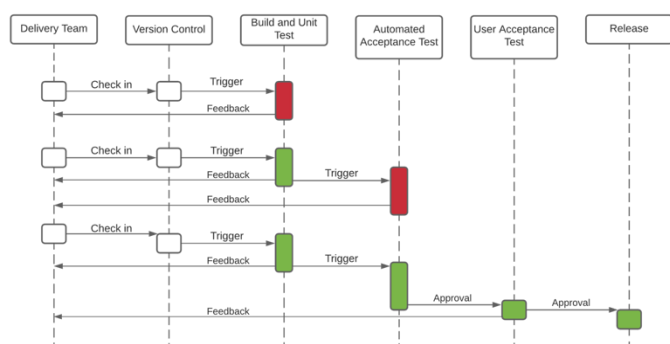 Delivery Team
Version Control
Build and Unit
Test
Automated
Acceptance Test
User Acceptance
Test
Release
Check in
Trigger
Feedback
Check in
Trigger
Feedback
Trigger
Feedback
Check in
Trigger
Feedback
Trigger
Approval
Approval
Feedback